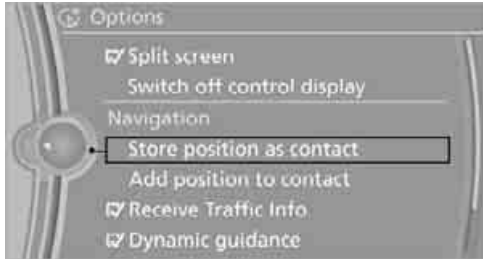 Options
Split screen
Switch off control display
Navigation
Store position as contact
Add position to contact
Receive Traffic Info
Dynamic guidance